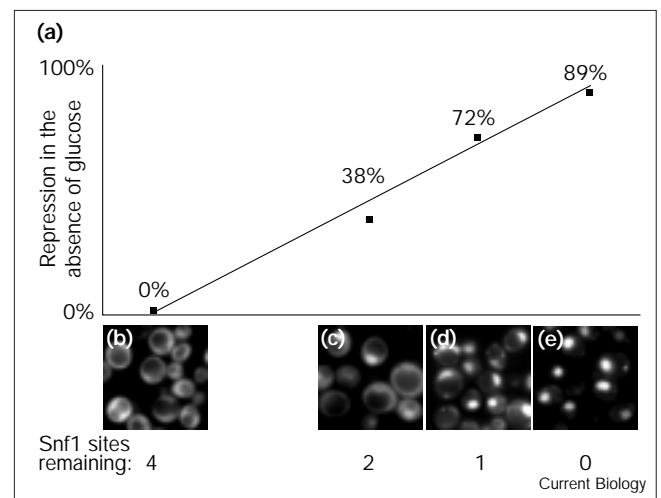 (a)
100%
89%
72%
38%
0%
0%
Repression in the
absence of glucose
(b)
(c)
(d)
(e)
Snf1 sites
remaining: 4 2 1 0
Current Biology